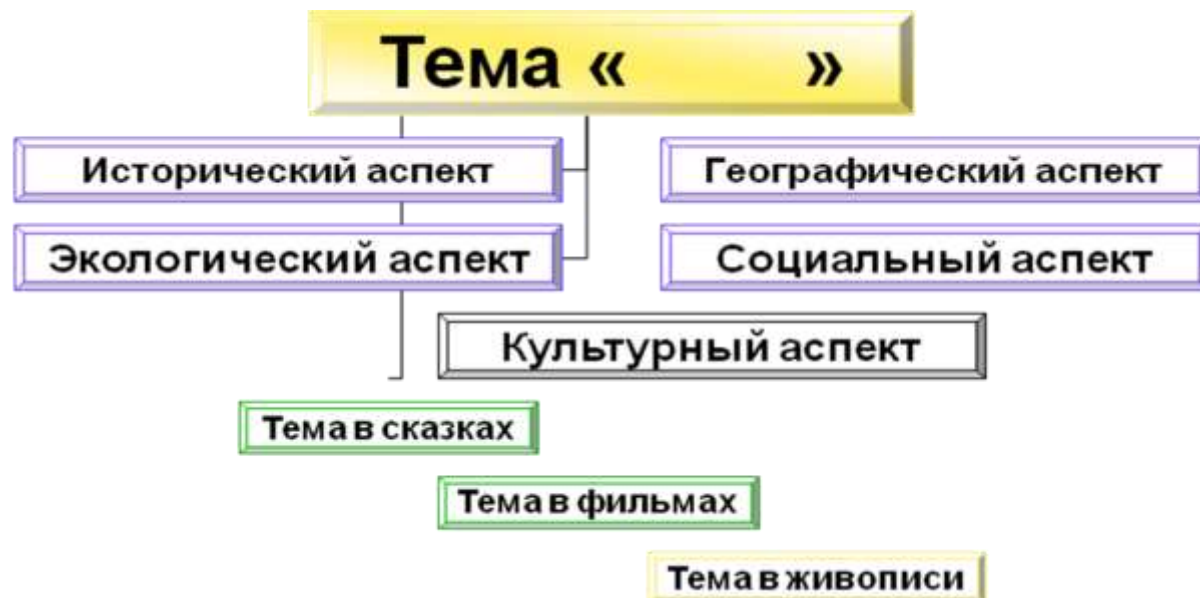 Тема «         »
Исторический аспект
Географический аспект
Экологический аспект
Социальный аспект
Культурный аспект
Тема в сказках
Тема в фильмах
Тема в живописи